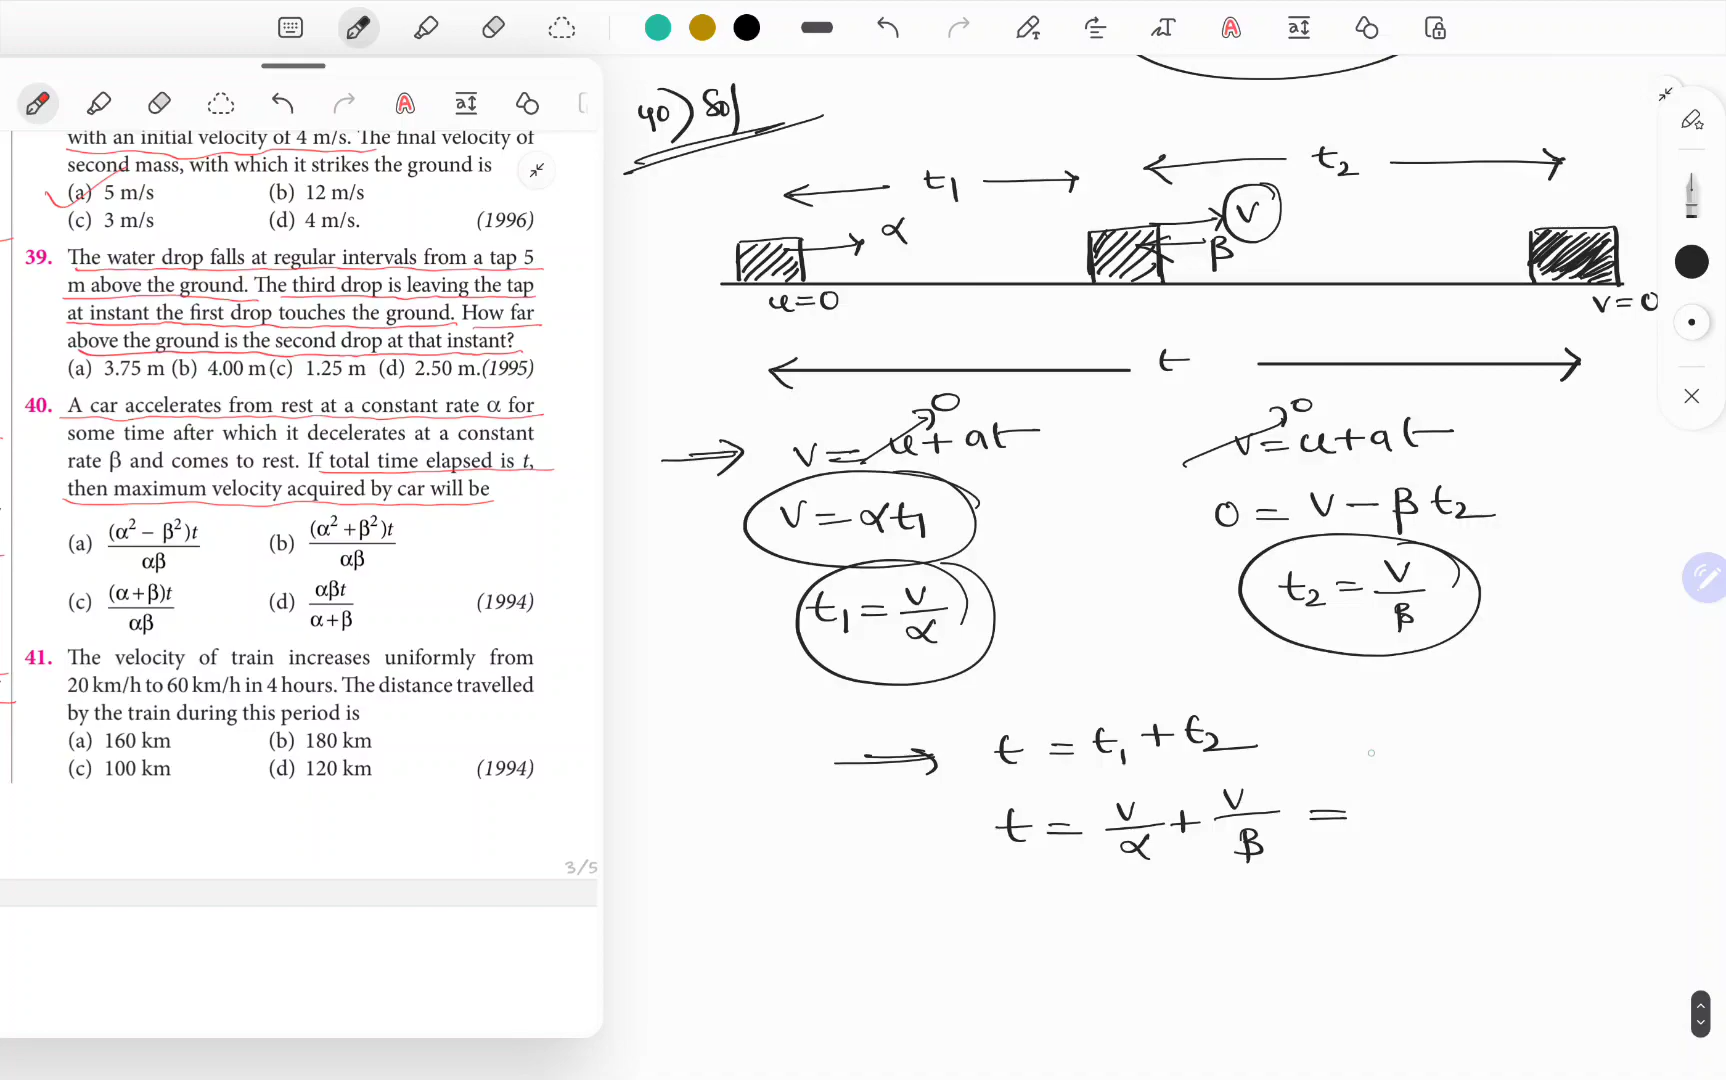 with an initial velocity of 4 m/s. The final velocity of
second mass, with which it strikes the ground is
(a) 5 m/s (b) 12 m/s
(c) 3 m/s (d) 4 m/s. (1996)
39. The water drop falls at regular intervals from a tap 5
m above the ground. The third drop is leaving the tap
at instant the first drop touches the ground. How far
above the ground is the second drop at that instant?
(a) 3.75 m (b) 4.00 m (c) 1.25 m (d) 2.50 m. (1995)
40. A car accelerates from rest at a constant rate α for
some time after which it decelerates at a constant
rate β and comes to rest. If total time elapsed is t,
then maximum velocity acquired by car will be
(a) (α² – β²)t / αβ (b) (α² + β²)t / αβ
(c) (α + β)t / αβ (d) αβt / α + β (1994)
41. The velocity of train increases uniformly from
20 km/h to 60 km/h in 4 hours. The distance travelled
by the train during this period is
(a) 160 km (b) 180 km
(c) 100 km (d) 120 km (1994)
3/5
40) Sol
t₁ t₂
α v
β
u=0 v=0
t
0 0
v = u + at v = u + at
v = αt₁ 0 = v – βt₂
t₁ = v/α t₂ = v/β
t = t₁ + t₂
t = v/α + v/β =